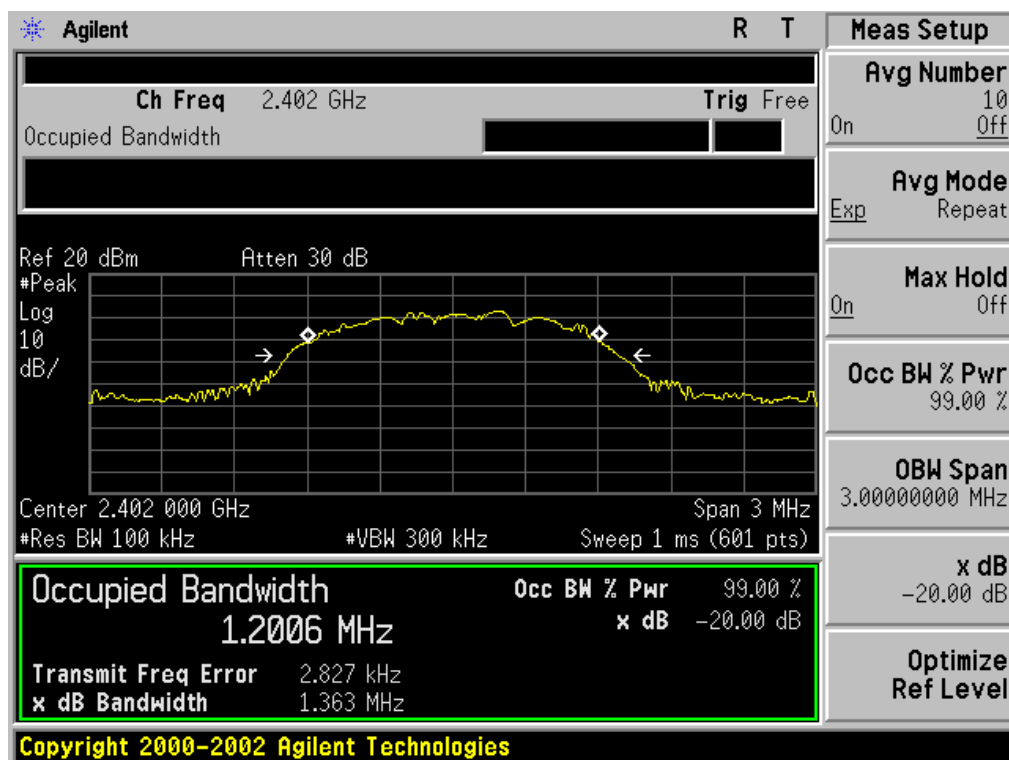 Agilent R T
Ch Freq 2.402 GHz Trig Free
Occupied Bandwidth
Ref 20 dBm Atten 30 dB
#Peak
Log
10
dB/
Center 2.402 000 GHz Span 3 MHz
#Res BW 100 kHz #VBW 300 kHz Sweep 1 ms (601 pts)
Occupied Bandwidth Occ BW % Pwr 99.00 %
1.2006 MHz x dB -20.00 dB
Transmit Freq Error 2.827 kHz
x dB Bandwidth 1.363 MHz
Meas Setup
Avg Number
10
On Off
Avg Mode
Exp Repeat
Max Hold
On Off
Occ BW % Pwr
99.00 %
OBW Span
3.00000000 MHz
x dB
-20.00 dB
Optimize
Ref Level
Copyright 2000-2002 Agilent Technologies